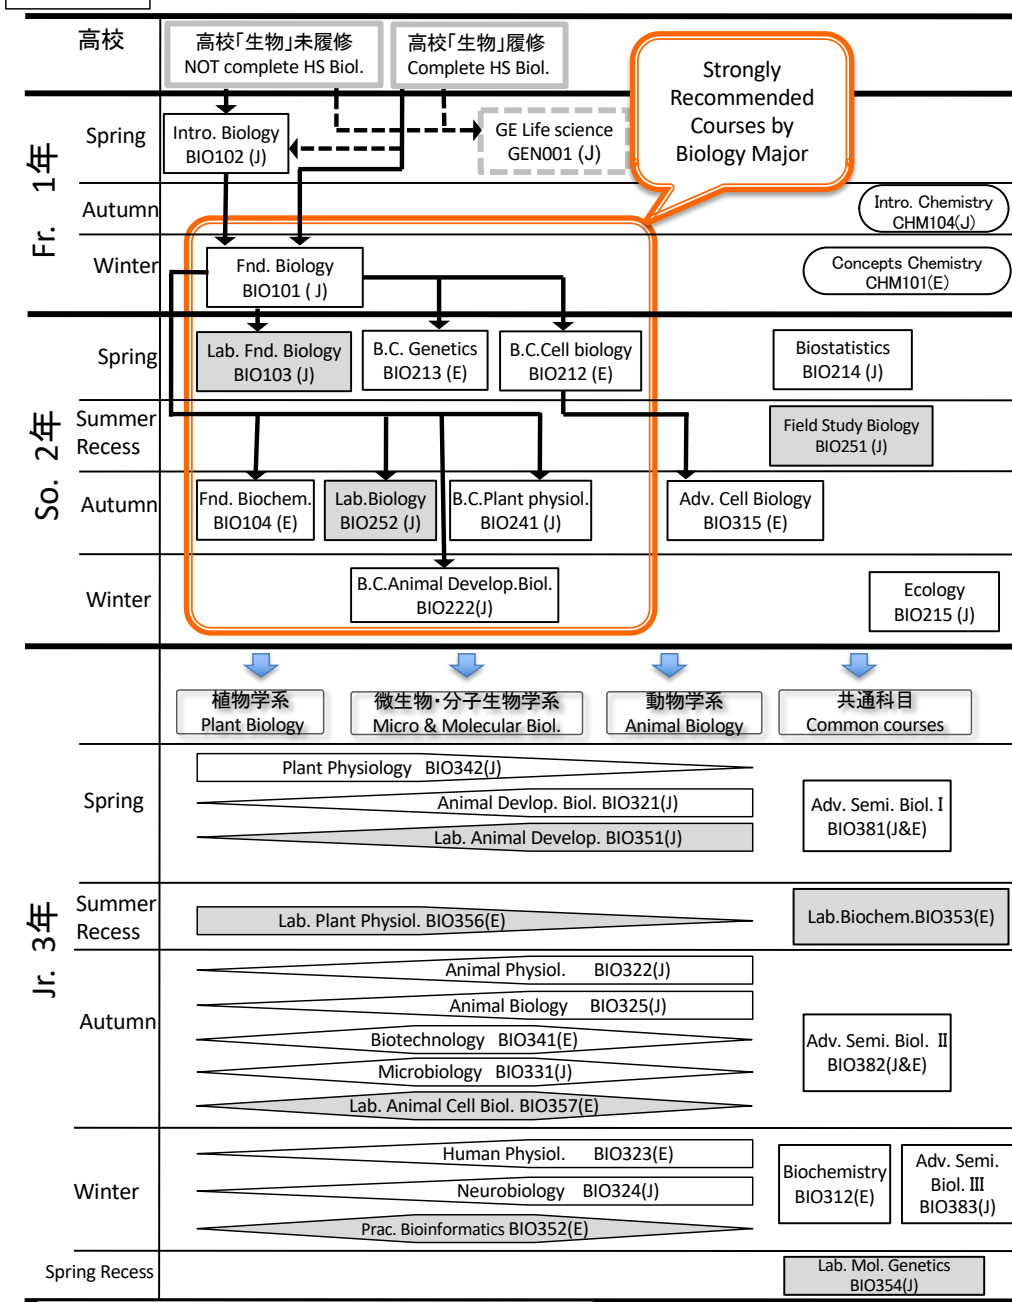 高校
高校「生物」未履修
NOT complete HS Biol.
高校「生物」履修
Complete HS Biol.
Strongly
Recommended
Courses by
Biology Major
Fr. 1年
Spring
Intro. Biology
BIO102 (J)
GE Life science
GEN001 (J)
Autumn
Intro. Chemistry
CHM104(J)
Winter
Fnd. Biology
BIO101 ( J)
Concepts Chemistry
CHM101(E)
So. 2年
Spring
Lab. Fnd. Biology
BIO103 (J)
B.C. Genetics
BIO213 (E)
B.C.Cell biology
BIO212 (E)
Biostatistics
BIO214 (J)
Summer
Recess
Field Study Biology
BIO251 (J)
Autumn
Fnd. Biochem.
BIO104 (E)
Lab.Biology
BIO252 (J)
B.C.Plant physiol.
BIO241 (J)
Adv. Cell Biology
BIO315 (E)
Winter
B.C.Animal Develop.Biol.
BIO222(J)
Ecology
BIO215 (J)
植物学系
Plant Biology
微生物・分子生物学系
Micro & Molecular Biol.
動物学系
Animal Biology
共通科目
Common courses
Jr. 3年
Spring
Plant Physiology BIO342(J)
Animal Devlop. Biol. BIO321(J)
Lab. Animal Develop. BIO351(J)
Adv. Semi. Biol. I
BIO381(J&E)
Summer
Recess
Lab. Plant Physiol. BIO356(E)
Lab.Biochem.BIO353(E)
Autumn
Animal Physiol. BIO322(J)
Animal Biology BIO325(J)
Biotechnology BIO341(E)
Microbiology BIO331(J)
Lab. Animal Cell Biol. BIO357(E)
Adv. Semi. Biol. Ⅱ
BIO382(J&E)
Winter
Human Physiol. BIO323(E)
Neurobiology BIO324(J)
Prac. Bioinformatics BIO352(E)
Biochemistry
BIO312(E)
Adv. Semi.
Biol. Ⅲ
BIO383(J)
Spring Recess
Lab. Mol. Genetics
BIO354(J)